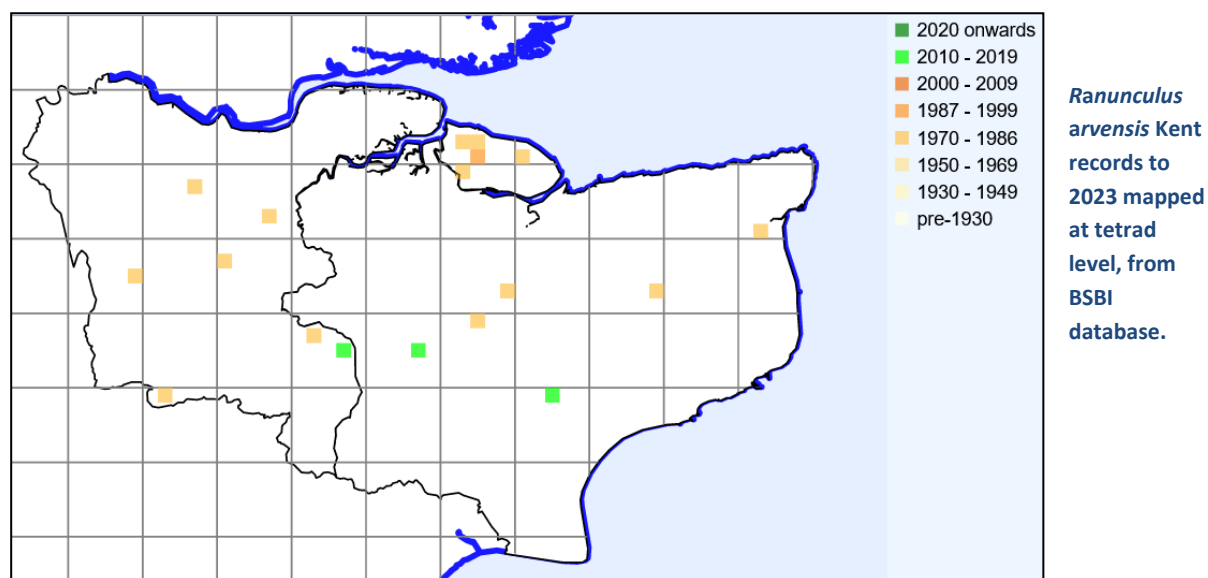 2020 onwards
2010 - 2019
2000 - 2009
1987 - 1999
1970 - 1986
1950 - 1969
1930 - 1949
pre-1930
Ranunculus
arvensis Kent
records to
2023 mapped
at tetrad
level, from
BSBI
database.